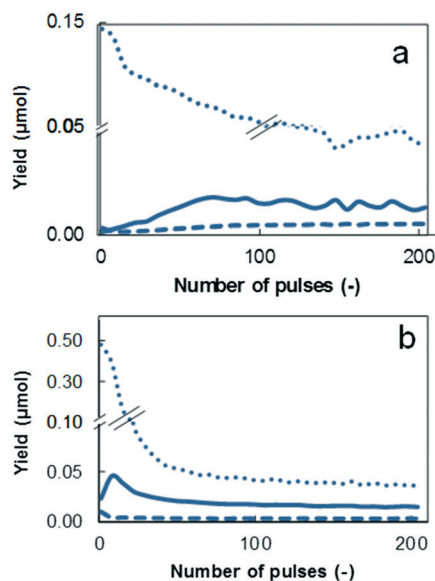 0.15
a
Yield (μmol)
0.05
0.00
0
100
200
Number of pulses (-)
b
0.50
0.30
Yield (μmol)
0.10
0.05
0.00
0
100
200
Number of pulses (-)